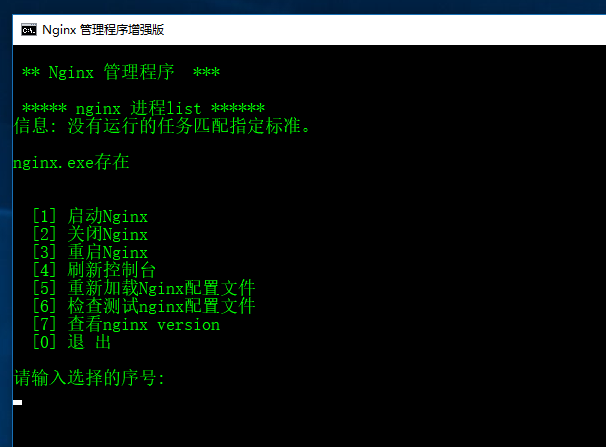 Nginx 管理程序增强版
** Nginx 管理程序  ***
***** nginx 进程list ******
信息: 没有运行的任务匹配指定标准。
nginx.exe存在
[1] 启动Nginx
[2] 关闭Nginx
[3] 重启Nginx
[4] 刷新控制台
[5] 重新加载Nginx配置文件
[6] 检查测试nginx配置文件
[7] 查看nginx version
[0] 退 出
请输入选择的序号: